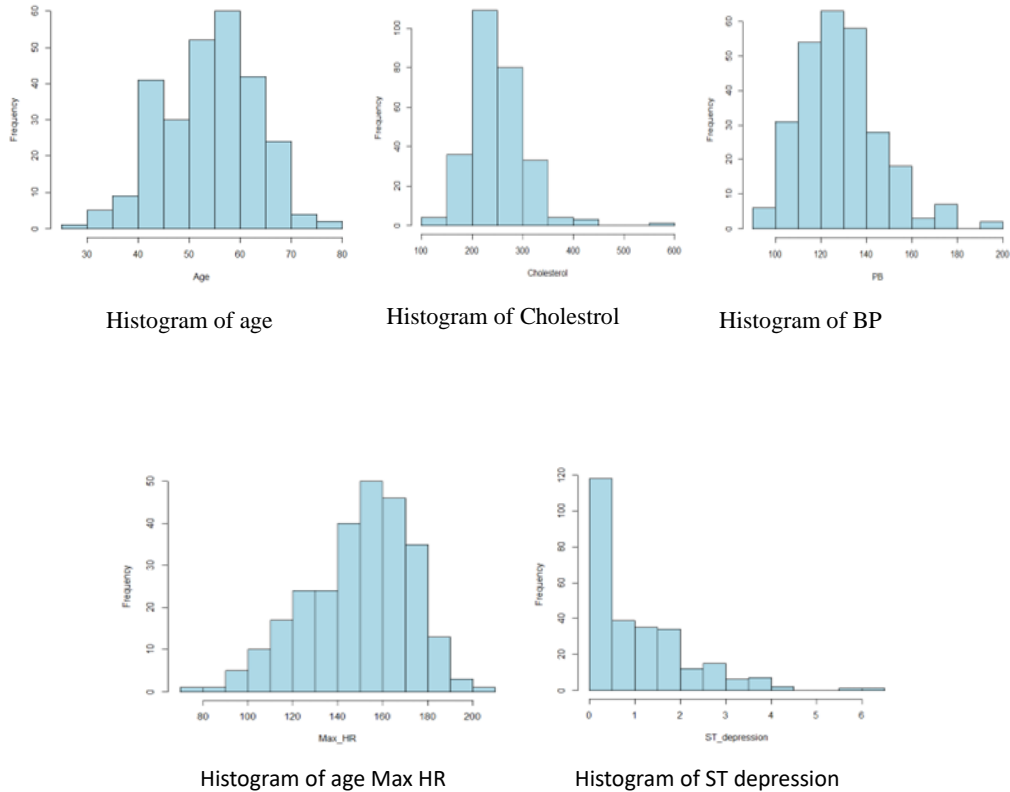 Frequency
0 10 20 30 40 50 60
30 40 50 60 70 80
Age
Histogram of age
Frequency
0 20 40 60 80 100
100 200 300 400 500 600
Cholesterol
Histogram of Cholestrol
Frequency
0 10 20 30 40 50 60
100 120 140 160 180 200
PB
Histogram of BP
Frequency
0 10 20 30 40 50
80 100 120 140 160 180 200
Max_HR
Histogram of age Max HR
Frequency
0 20 40 60 80 100 120
0 1 2 3 4 5 6
ST_depression
Histogram of ST depression